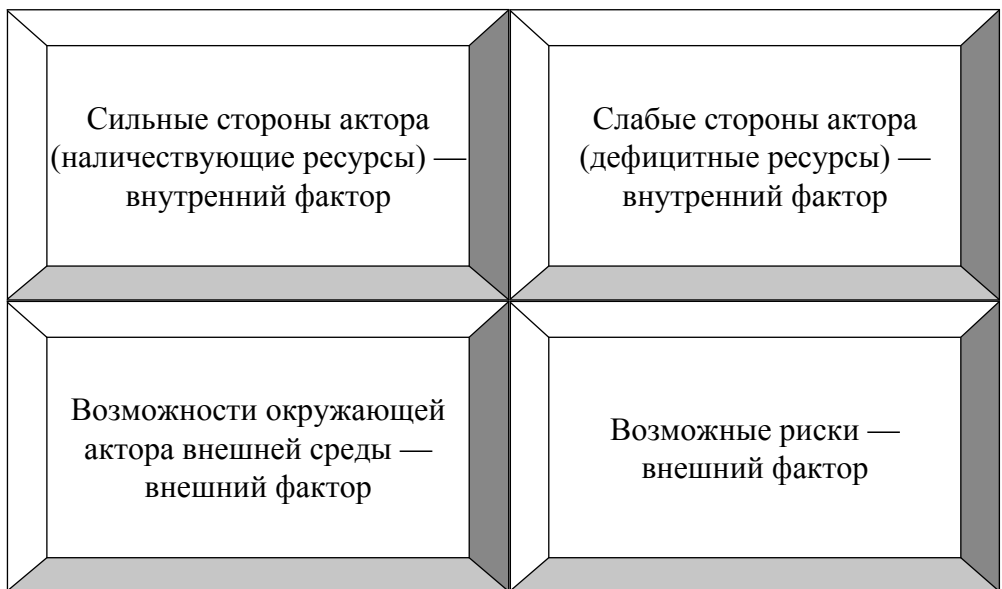 Сильные стороны актора
(наличествующие ресурсы) —
внутренний фактор
Слабые стороны актора
(дефицитные ресурсы) —
внутренний фактор
Возможности окружающей
актора внешней среды —
внешний фактор
Возможные риски —
внешний фактор